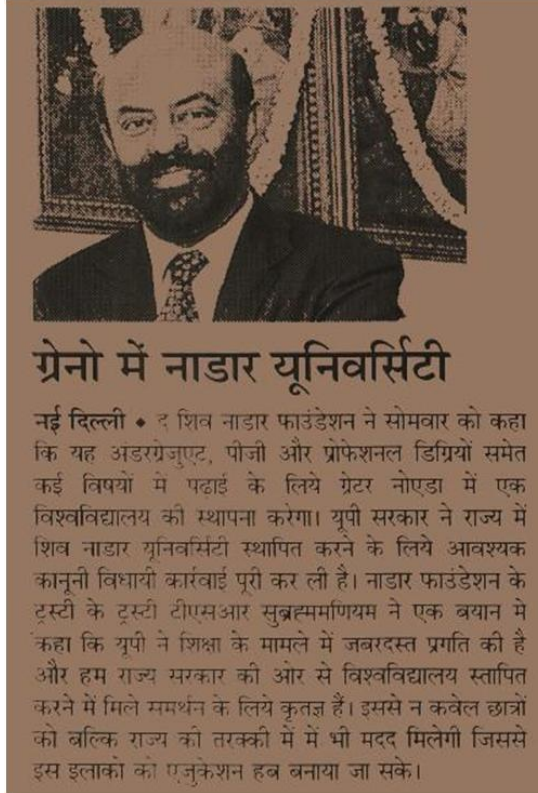 ग्रेनो में नाडार यूनिवर्सिटी
नई दिल्ली ◆ द शिव नाडार फाउंडेशन ने सोमवार को कहा
कि यह अंडरग्रेजुएट, पीजी और प्रोफेशनल डिग्रियों समेत
कई विषयों में पढ़ाई के लिये ग्रेटर नोएडा में एक
विश्वविद्यालय की स्थापना करेगा। यूपी सरकार ने राज्य में
शिव नाडार यूनिवर्सिटी स्थापित करने के लिये आवश्यक
कानूनी विधायी कार्रवाई पूरी कर ली है। नाडार फाउंडेशन के
ट्रस्टी के ट्रस्टी टीएसआर सुब्रह्ममणियम ने एक बयान मे
कहा कि यूपी ने शिक्षा के मामले में जबरदस्त प्रगति की है
और हम राज्य सरकार की ओर से विश्वविद्यालय स्तापित
करने में मिले समर्थन के लिये कृतज्ञ हैं। इससे न कवेल छात्रों
को बल्कि राज्य की तरक्की में में भी मदद मिलेगी जिससे
इस इलाको को एजुकेशन हब बनाया जा सके।